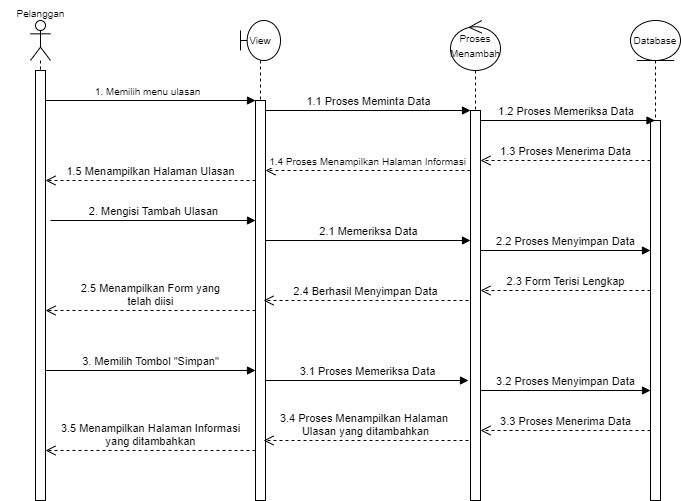 Pelanggan
View
Proses
Menambah
Database
1. Memilih menu ulasan
1.1 Proses Meminta Data
1.2 Proses Memeriksa Data
1.3 Proses Menerima Data
1.4 Proses Menampilkan Halaman Informasi
1.5 Menampilkan Halaman Ulasan
2. Mengisi Tambah Ulasan
2.1 Memeriksa Data
2.2 Proses Menyimpan Data
2.3 Form Terisi Lengkap
2.4 Berhasil Menyimpan Data
2.5 Menampilkan Form yang
telah diisi
3. Memilih Tombol "Simpan"
3.1 Proses Memeriksa Data
3.2 Proses Menyimpan Data
3.3 Proses Menerima Data
3.4 Proses Menampilkan Halaman
Ulasan yang ditambahkan
3.5 Menampilkan Halaman Informasi
yang ditambahkan